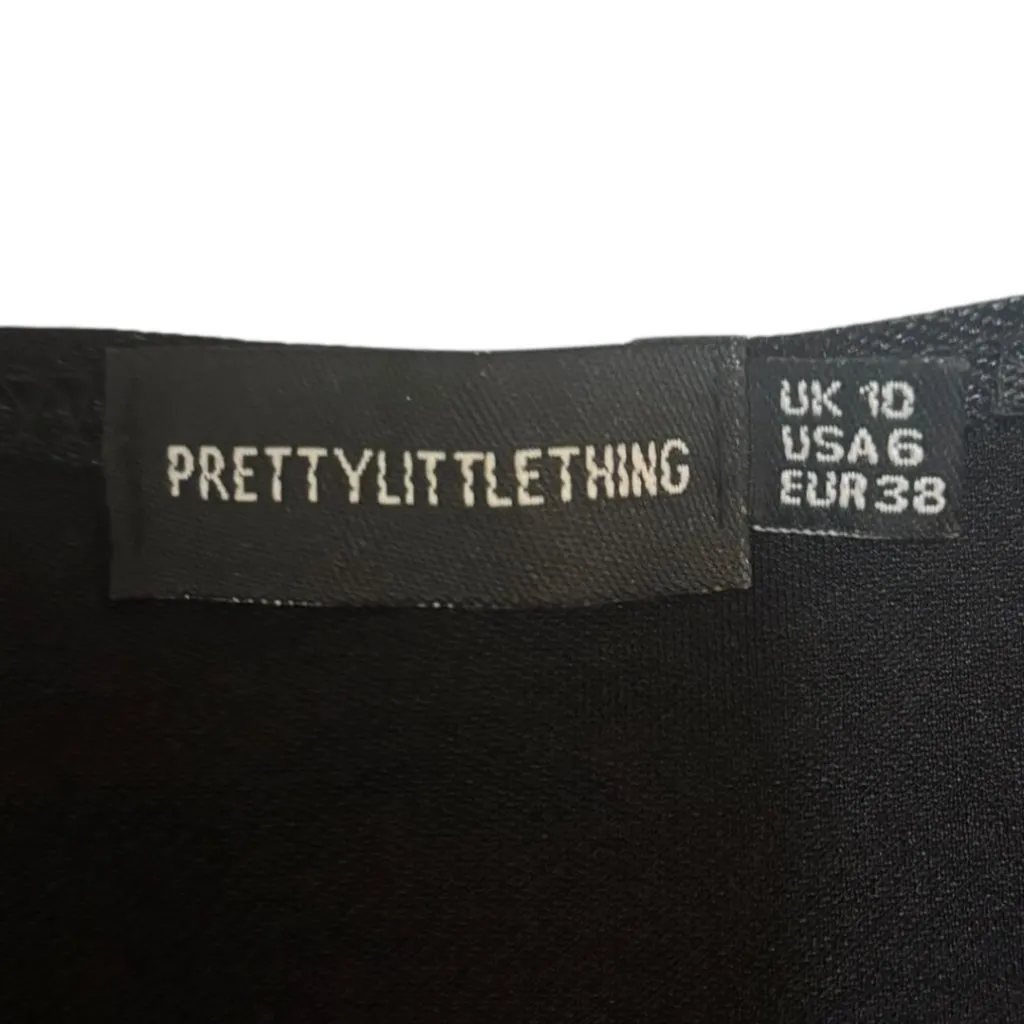 PRETTYLITTLETHING
UK 10
USA 6
EUR 38